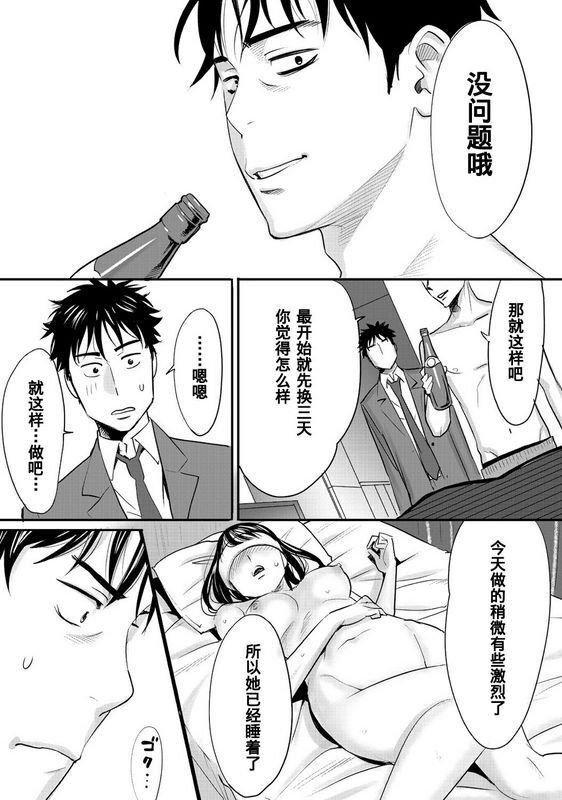 没问题哦
那就这样吧
最开始就先换三天
你觉得怎么样
……嗯嗯
就这样…做吧…
今天做的稍微有些激烈了
所以她已经睡着了
ゴク…